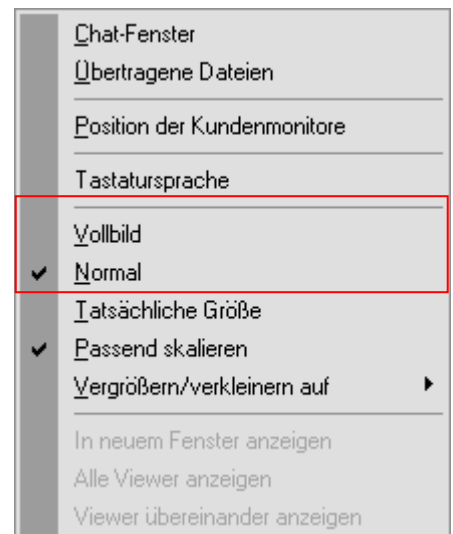 Chat-Fenster
Übertragene Dateien
Position der Kundenmonitore
Tastatursprache
Vollbild
Normal
Tatsächliche Größe
Passend skalieren
Vergrößern/verkleinern auf
In neuem Fenster anzeigen
Alle Viewer anzeigen
Viewer übereinander anzeigen